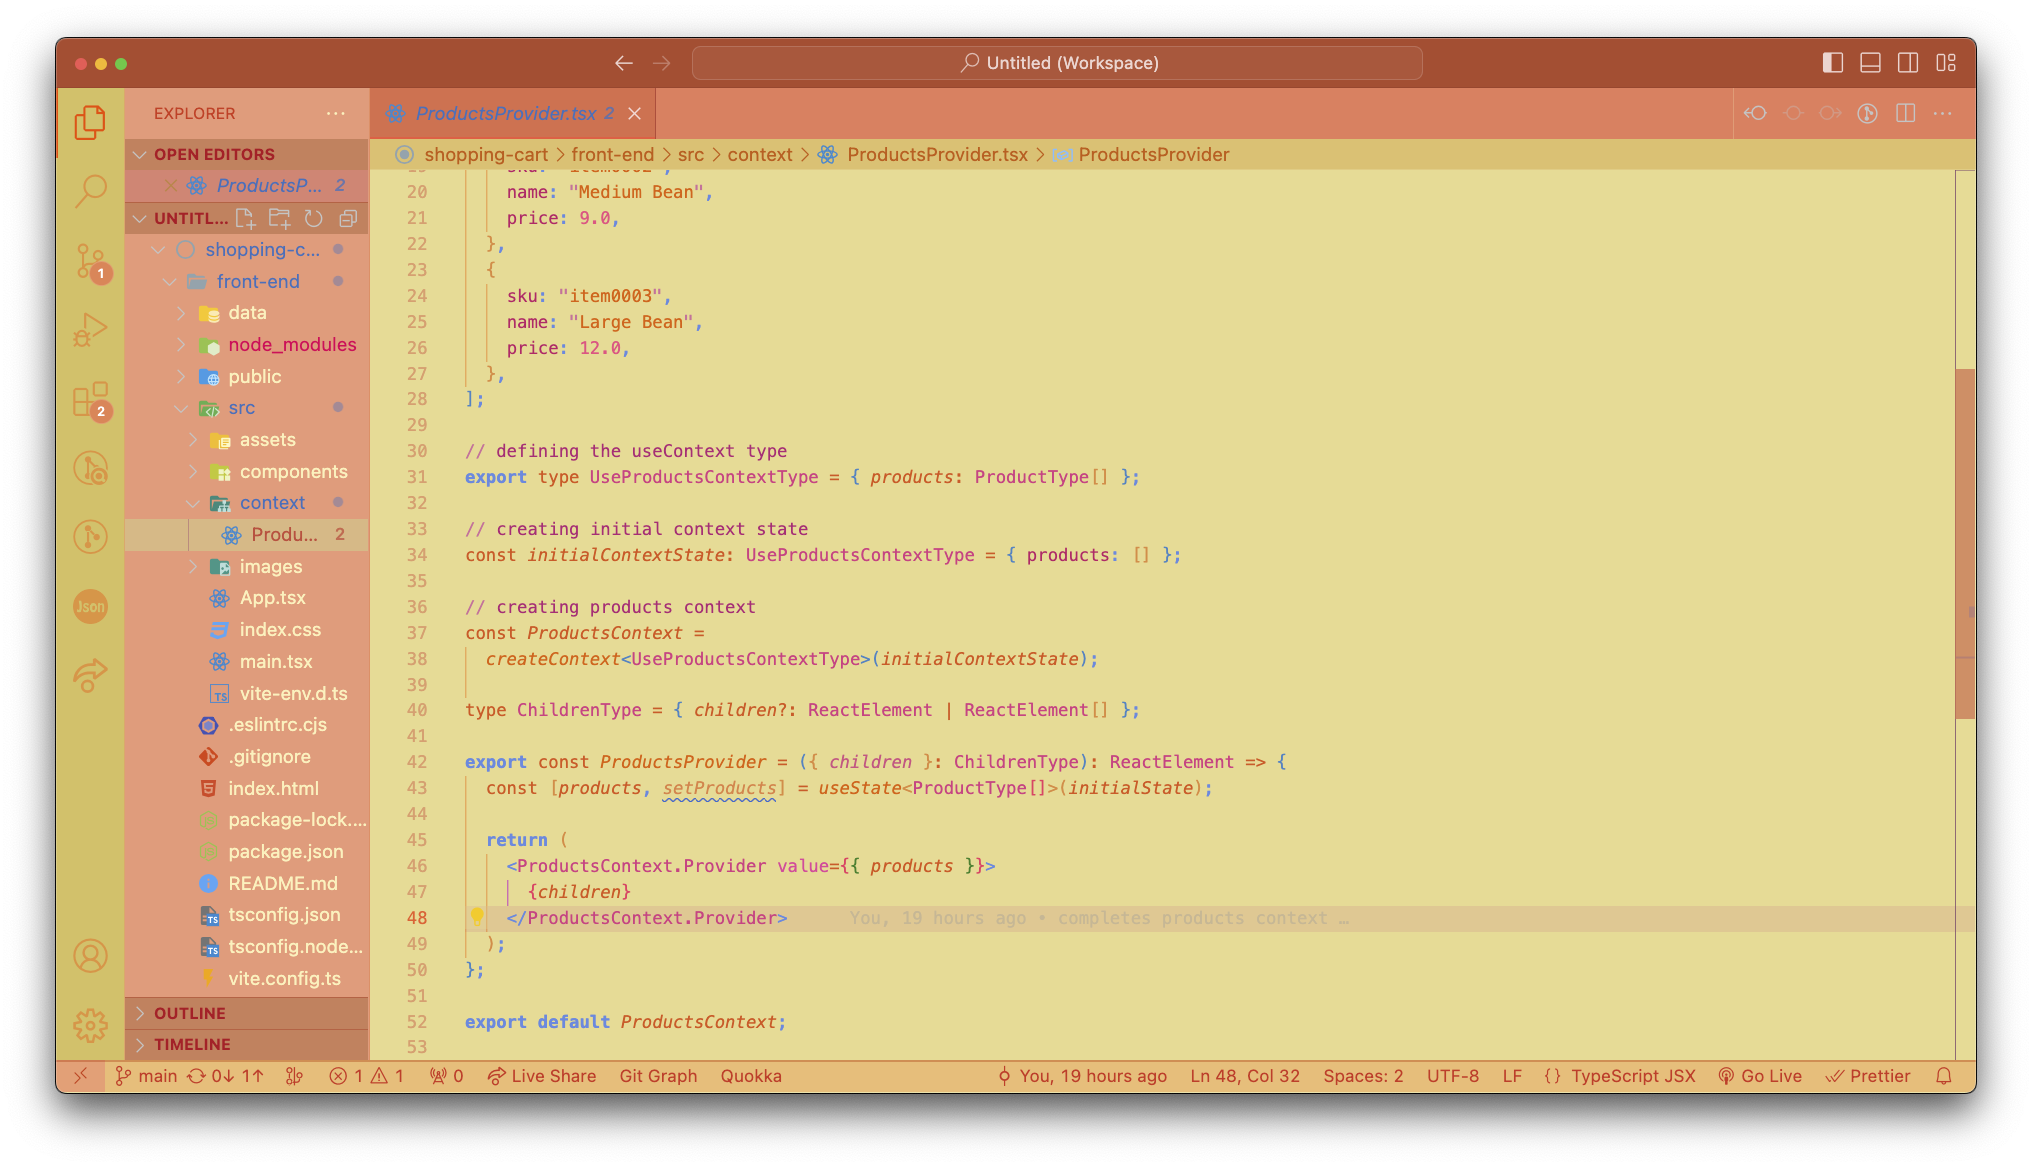 Untitled (Workspace)
EXPLORER
ProductsProvider.tsx 2
OPEN EDITORS
ProductsP... 2
UNTITL...
shopping-c...
front-end
data
node_modules
public
src
assets
components
context
Produ... 2
images
App.tsx
index.css
main.tsx
TS vite-env.d.ts
.eslintrc.cjs
.gitignore
index.html
package-lock....
package.json
README.md
TS tsconfig.json
TS tsconfig.node...
vite.config.ts
OUTLINE
TIMELINE
1
2
Json
shopping-cart > front-end > src > context > ProductsProvider.tsx > ProductsProvider
20 name: "Medium Bean",
21 price: 9.0,
22 },
23 {
24 sku: "item0003",
25 name: "Large Bean",
26 price: 12.0,
27 },
28 ];
29
30 // defining the useContext type
31 export type UseProductsContextType = { products: ProductType[] };
32
33 // creating initial context state
34 const initialContextState: UseProductsContextType = { products: [] };
35
36 // creating products context
37 const ProductsContext =
38 createContext<UseProductsContextType>(initialContextState);
39
40 type ChildrenType = { children?: ReactElement | ReactElement[] };
41
42 export const ProductsProvider = ({ children }: ChildrenType): ReactElement => {
43 const [products, setProducts] = useState<ProductType[]>(initialState);
44
45 return (
46 <ProductsContext.Provider value={{ products }}>
47 {children}
48 </ProductsContext.Provider> You, 19 hours ago • completes products context …
49 );
50 };
51
52 export default ProductsContext;
53
main 0↓ 1↑ 1 1 0 Live Share Git Graph Quokka You, 19 hours ago Ln 48, Col 32 Spaces: 2 UTF-8 LF {} TypeScript JSX Go Live Prettier